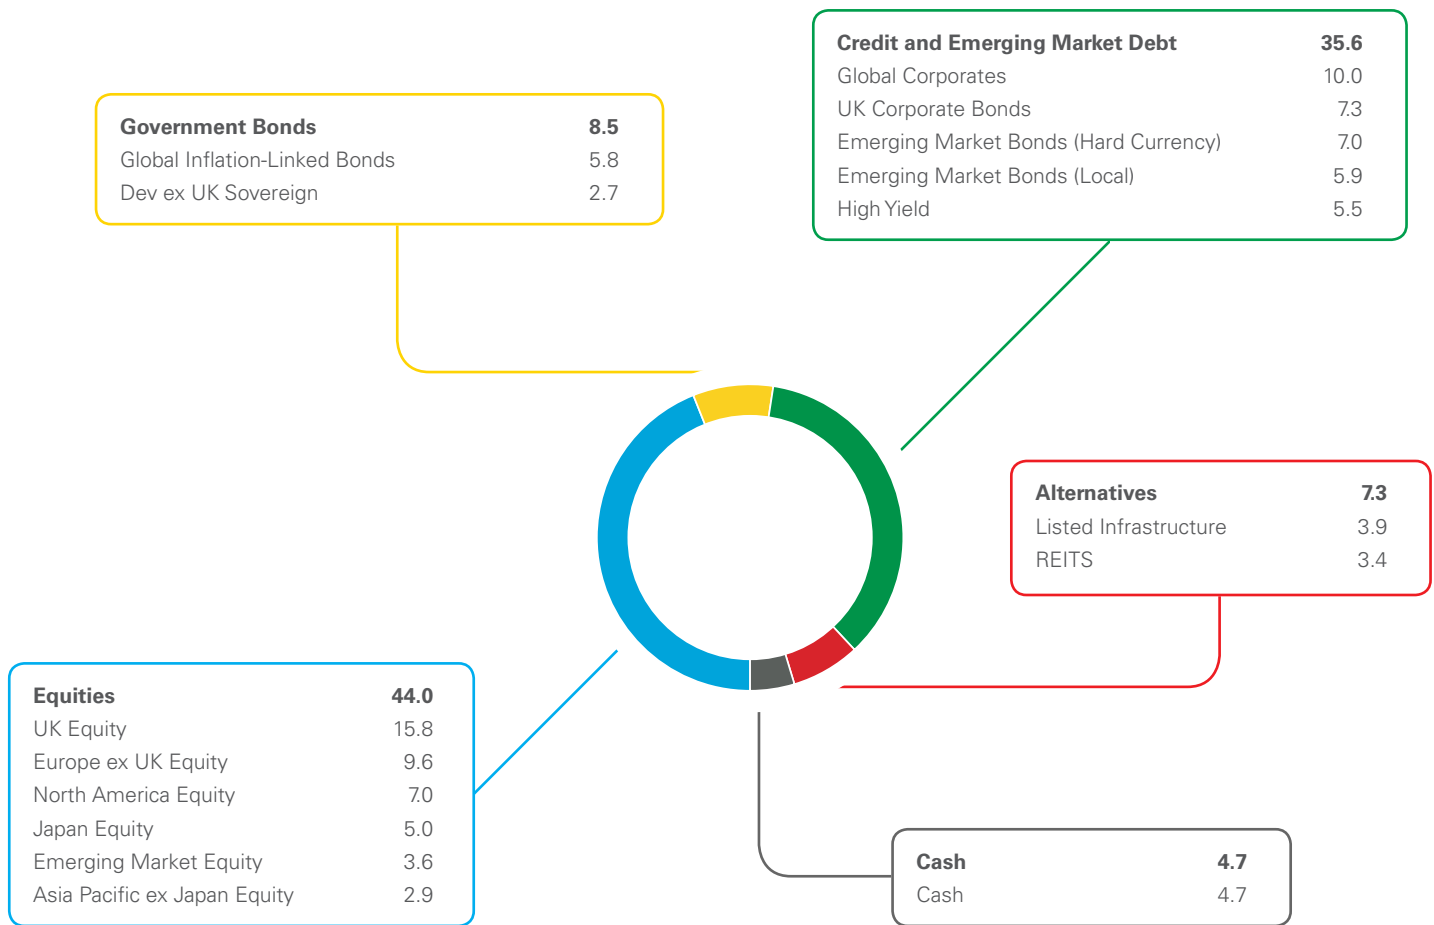 Credit and Emerging Market Debt 35.6
Global Corporates 10.0
UK Corporate Bonds 7.3
Emerging Market Bonds (Hard Currency) 7.0
Emerging Market Bonds (Local) 5.9
High Yield 5.5
Government Bonds 8.5
Global Inflation-Linked Bonds 5.8
Dev ex UK Sovereign 2.7
Alternatives 7.3
Listed Infrastructure 3.9
REITS 3.4
Equities 44.0
UK Equity 15.8
Europe ex UK Equity 9.6
North America Equity 7.0
Japan Equity 5.0
Emerging Market Equity 3.6
Asia Pacific ex Japan Equity 2.9
Cash 4.7
Cash 4.7